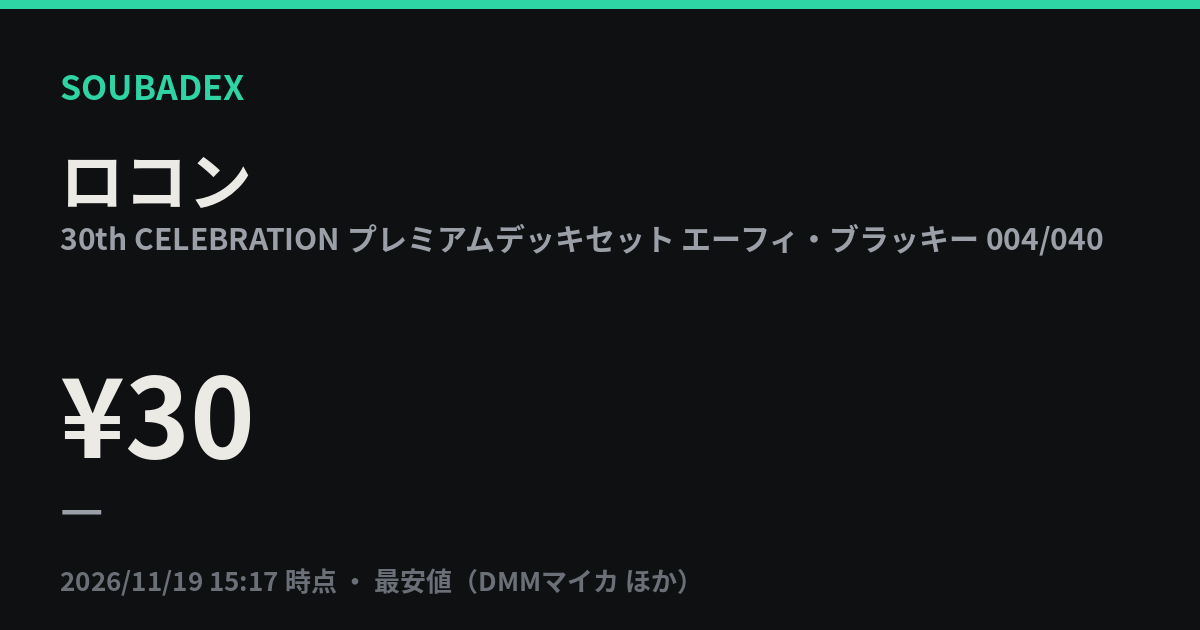 SOUBADEX
ロコン
30th CELEBRATION プレミアムデッキセット エーフィ・ブラッキー 004/040
¥30
—
2026/11/19 15:17 時点 ・ 最安値（DMMマイカ ほか）